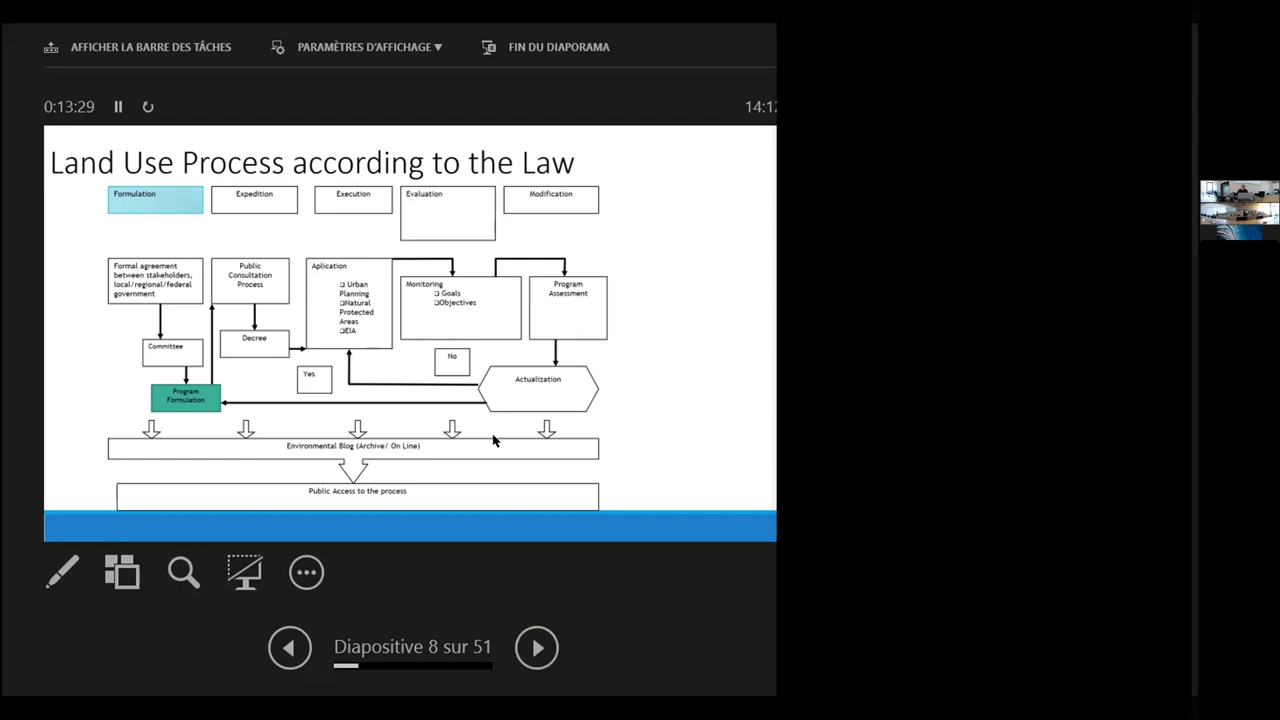 AFFICHER LA BARRE DES TÂCHES
PARAMÈTRES D'AFFICHAGE ▼
FIN DU DIAPORAMA
0:13:29
14:12
Land Use Process according to the Law
Formulation
Expedition
Execution
Evaluation
Modification
Formal agreement
between stakeholders,
local/regional/federal
government
Public
Consultation
Process
Aplication
❑ Urban
Planning
❑Natural
Protected
Areas
❑EIA
Monitoring
❑ Goals
❑Objectives
Program
Assessment
Committee
Decree
Yes
No
Actualization
Program
Formulation
Environmental Blog (Archive/ On Line)
Public Access to the process
Diapositive 8 sur 51